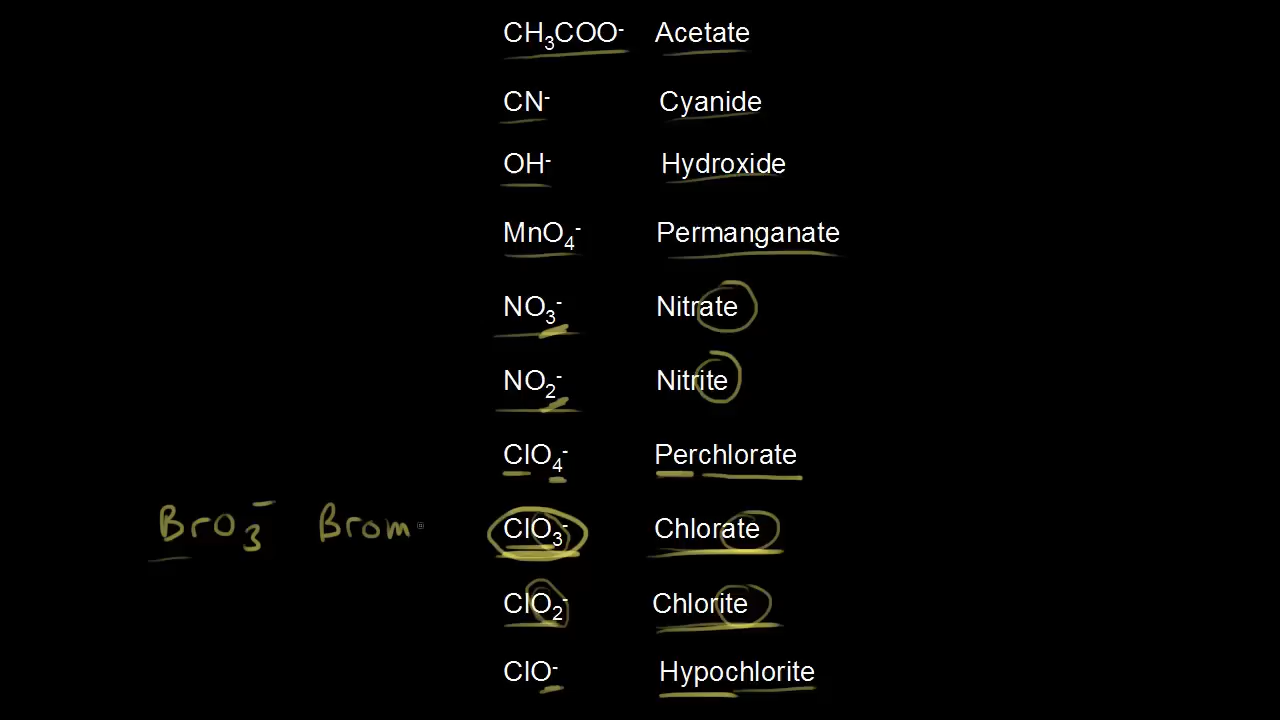 CH₃COO⁻ Acetate
CN⁻ Cyanide
OH⁻ Hydroxide
MnO₄⁻ Permanganate
NO₃⁻ Nitrate
NO₂⁻ Nitrite
ClO₄⁻ Perchlorate
BrO₃⁻ Brom ClO₃⁻ Chlorate
ClO₂⁻ Chlorite
ClO⁻ Hypochlorite